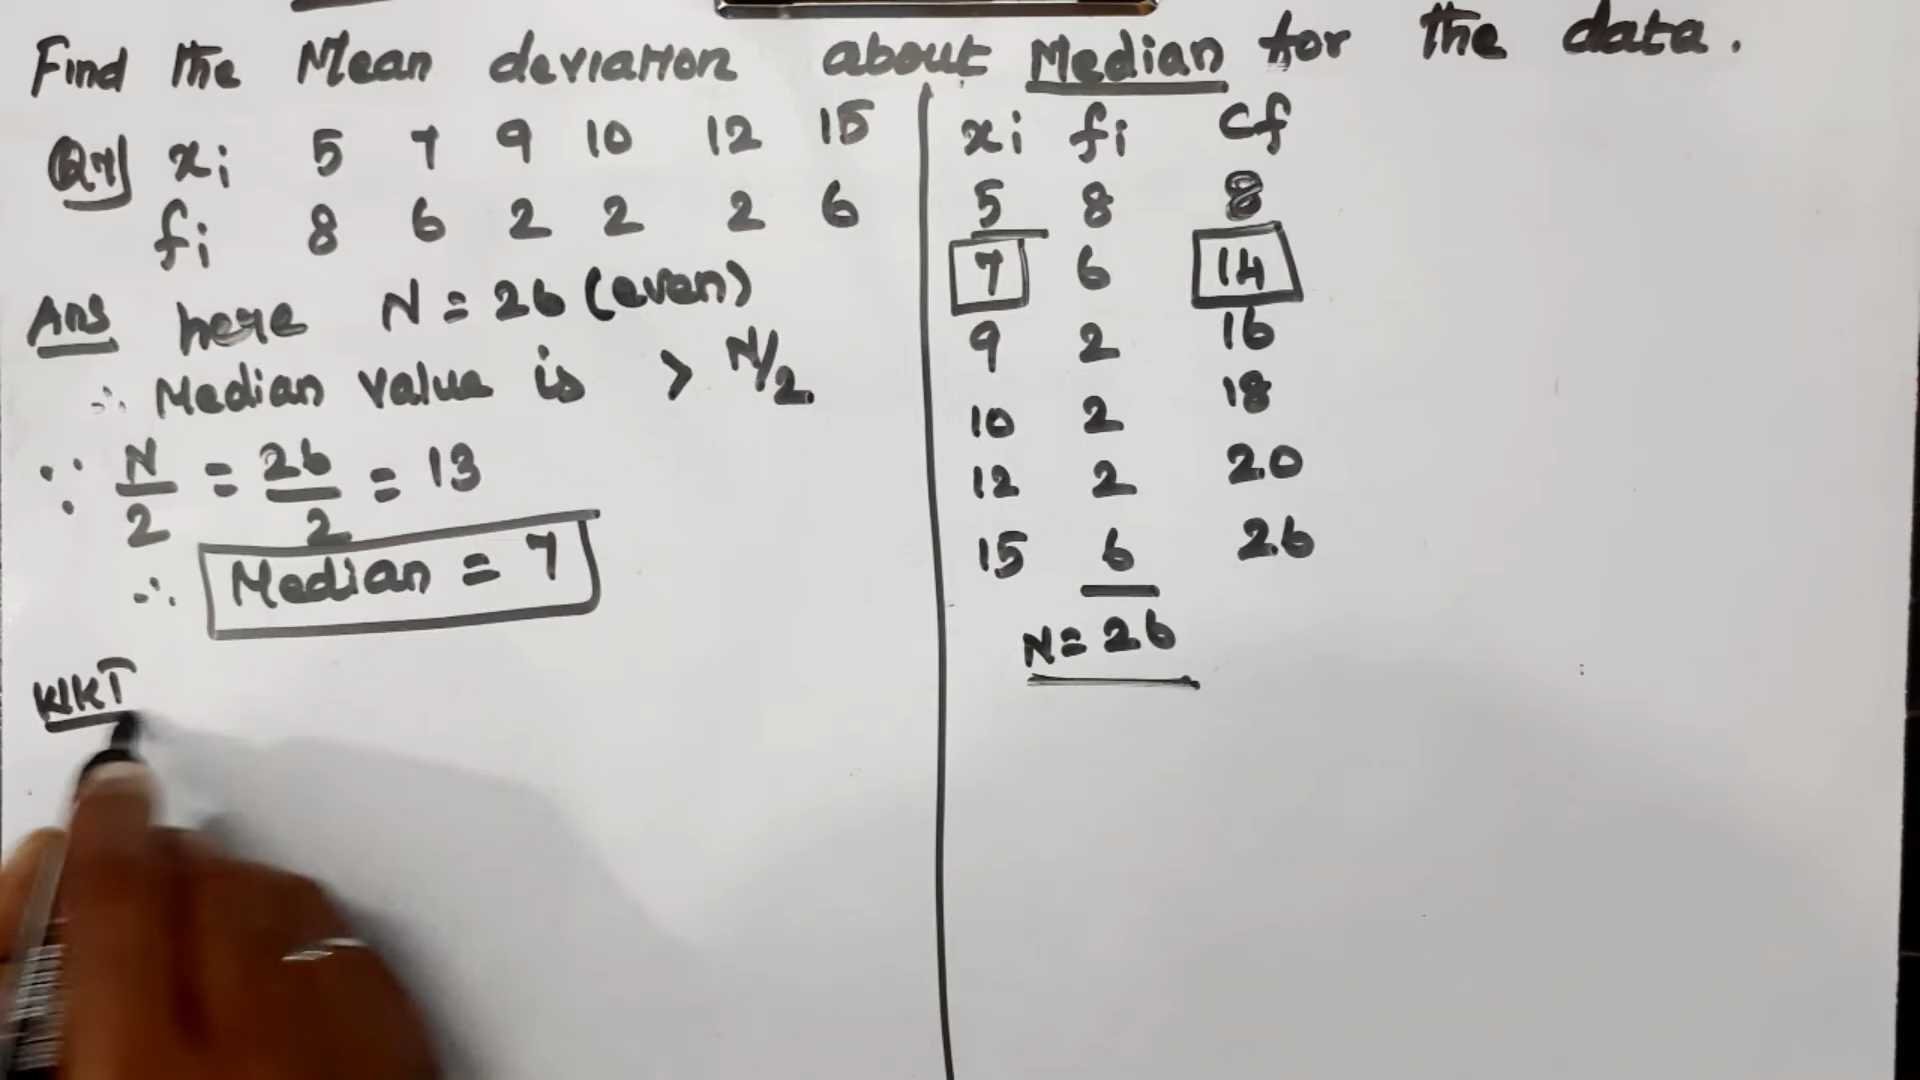 Find the Mean deviation about Median for the data.
Q7] xi 5 7 9 10 12 15
fi 8 6 2 2 2 6
Ans here N = 26 (even)
∴ Median value is > N/2
∵ N/2 = 26/2 = 13
∴ Median = 7
WKT
xi fi cf
5 8 8
7 6 14
9 2 16
10 2 18
12 2 20
15 6 26
N = 26